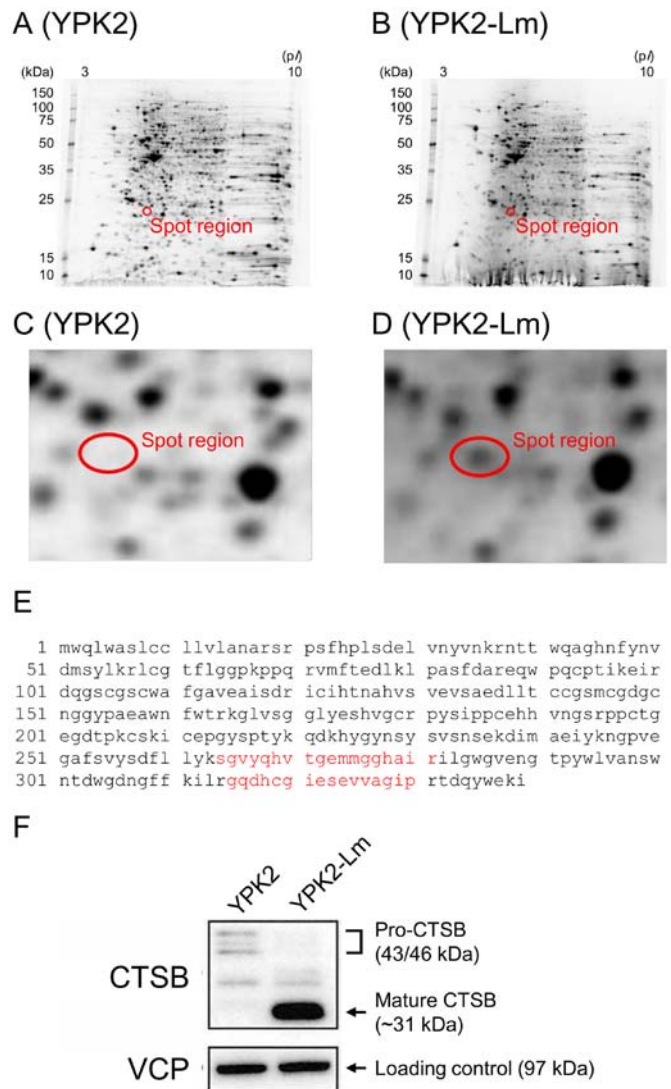 A (YPK2)
B (YPK2-Lm)
(kDa) 3 (pI) 10
(kDa) 3 (pI) 10
150
100
75
50
35
25
15
10
Spot region
150
100
75
50
35
25
15
10
Spot region
C (YPK2)
D (YPK2-Lm)
Spot region
Spot region
E
1 mwqlwaslcc llvlanarsr psfhplsdel vnyvnkrntt wqaghnfynv
51 dmsylkrlcg tflggpkppq rvmftedlkl pasfdareqw pqcptikeir
101 dqgscgscwa fgaveaisdr icihtnahvs vevsaedllt ccgsmcgdgc
151 nggypaeawn fwtrkglvsg glyeshvgcr pysippcehh vngsrppctg
201 egdtpkcski cepgysptyk qdkhygynsy svsnsekdim aeiykngpve
251 gafsvysdfl lyksgvyqhv tgemmgghai rilgwgveng tpywlvansw
301 ntdwgdngff kilrgqdhcg iesevvagip rtdqyweki
F
YPK2
YPK2-Lm
CTSB
Pro-CTSB
(43/46 kDa)
Mature CTSB
(~31 kDa)
VCP
Loading control (97 kDa)